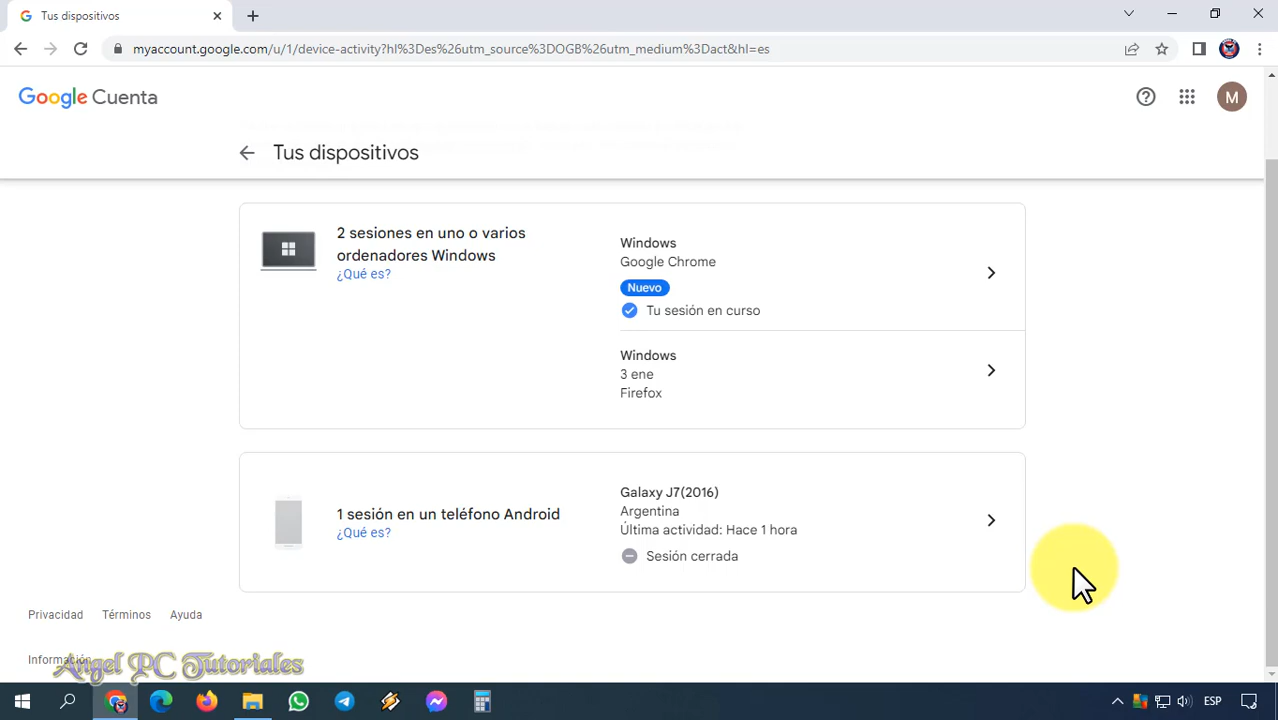 Tus dispositivos
myaccount.google.com/u/1/device-activity?hl%3Des%26utm_source%3DOGB%26utm_medium%3Dact&hl=es
Google Cuenta
M
Tus dispositivos
2 sesiones en uno o varios
ordenadores Windows
¿Qué es?
Windows
Google Chrome
Nuevo
Tu sesión en curso
Windows
3 ene
Firefox
1 sesión en un teléfono Android
¿Qué es?
Galaxy J7(2016)
Argentina
Última actividad: Hace 1 hora
Sesión cerrada
Privacidad Términos Ayuda
Información
Angel PC Tutoriales
ESP